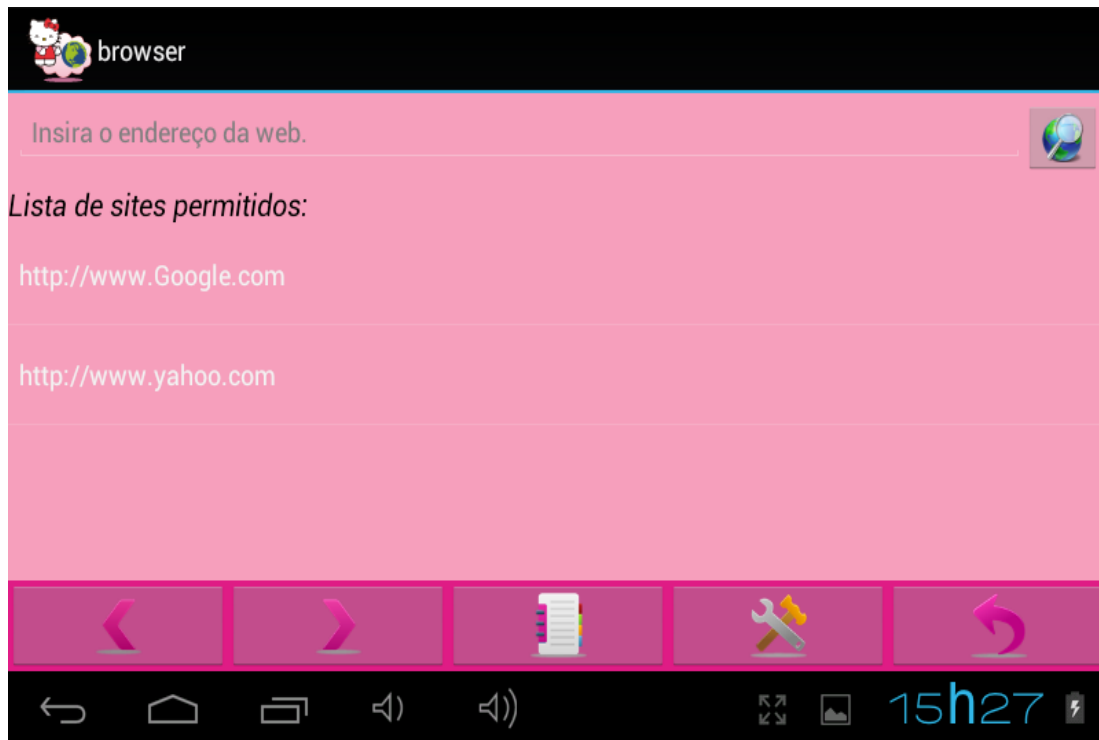 browser
Insira o endereço da web.
Lista de sites permitidos:
http://www.Google.com
http://www.yahoo.com
15h27